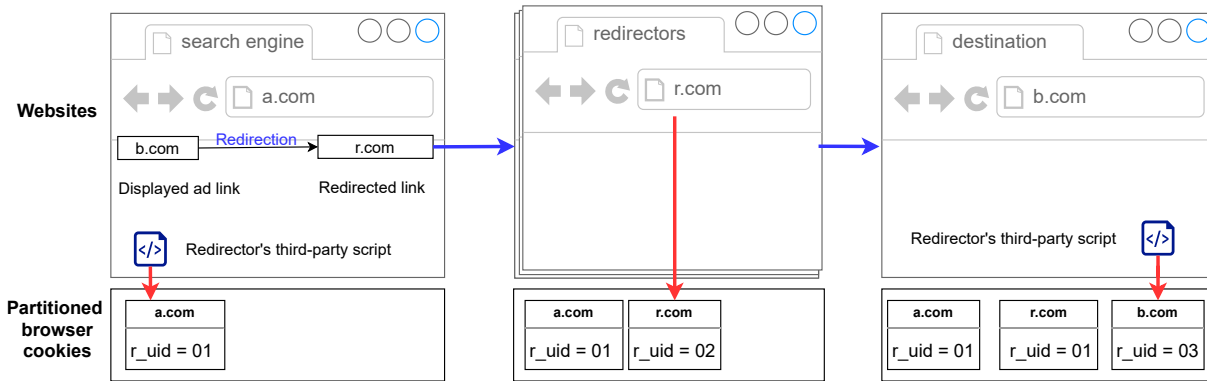 search engine
redirectors
destination
a.com
r.com
b.com
Websites
b.com
Redirection
r.com
Displayed ad link
Redirected link
</>
Redirector's third-party script
Redirector's third-party script
</>
Partitioned
browser
cookies
a.com
r_uid = 01
a.com
r.com
r_uid = 01
r_uid = 02
a.com
r.com
b.com
r_uid = 01
r_uid = 01
r_uid = 03